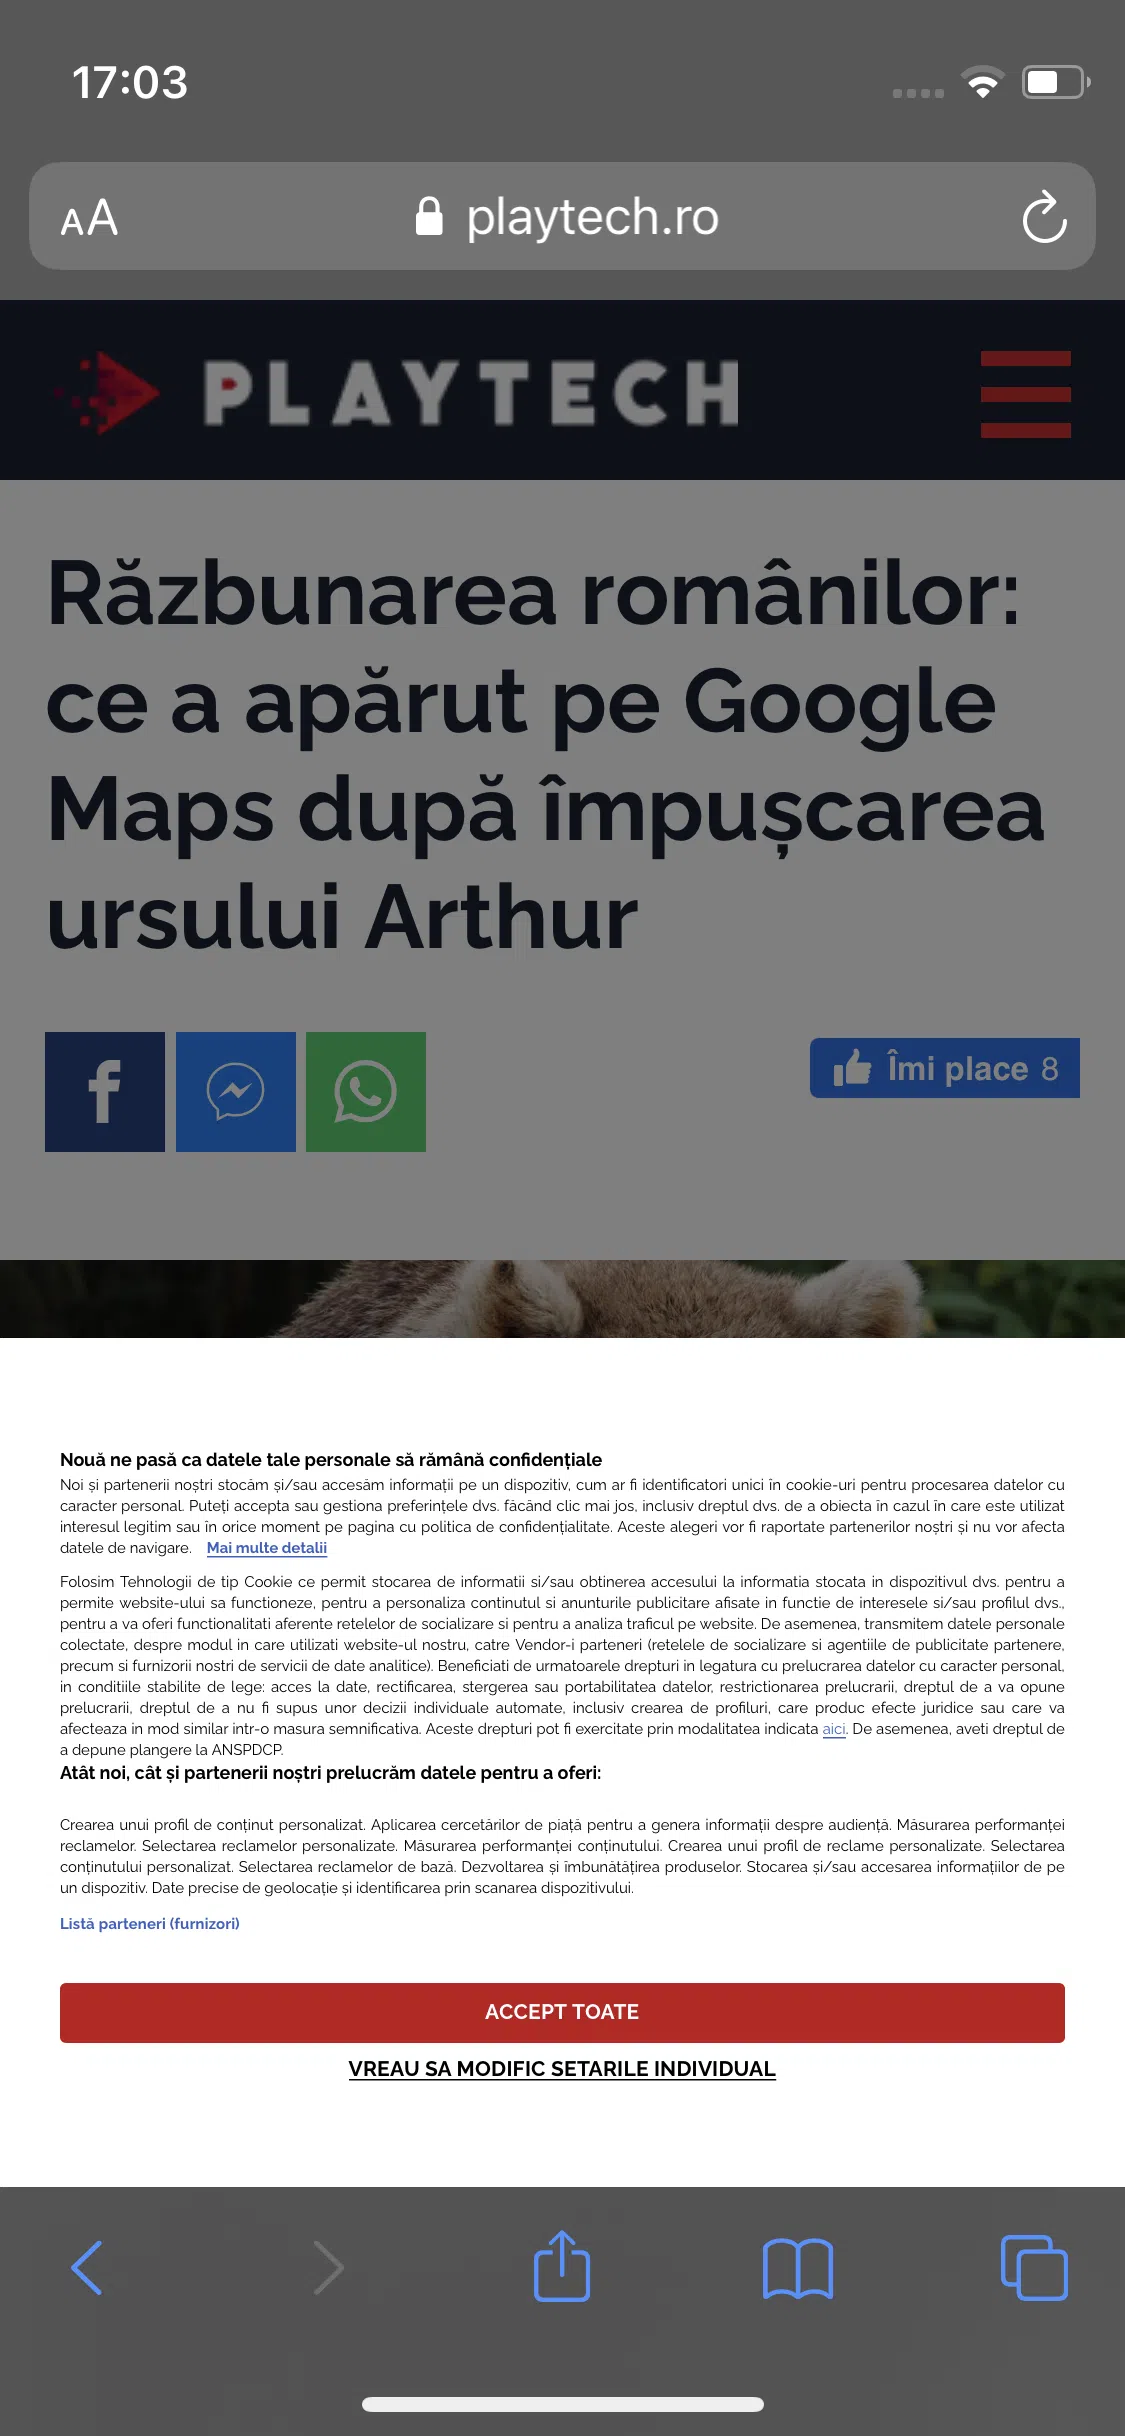 17:03
AA
playtech.ro
PLAYTECH
Răzbunarea românilor:
ce a apărut pe Google
Maps după împușcarea
ursului Arthur
Îmi place 8
Nouă ne pasă ca datele tale personale să rămână confidențiale
Noi și partenerii noștri stocăm și/sau accesăm informații pe un dispozitiv, cum ar fi identificatori unici în cookie-uri pentru procesarea datelor cu
caracter personal. Puteți accepta sau gestiona preferințele dvs. făcând clic mai jos, inclusiv dreptul dvs. de a obiecta în cazul în care este utilizat
interesul legitim sau în orice moment pe pagina cu politica de confidențialitate. Aceste alegeri vor fi raportate partenerilor noștri și nu vor afecta
datele de navigare. Mai multe detalii
Folosim Tehnologii de tip Cookie ce permit stocarea de informatii si/sau obtinerea accesului la informatia stocata in dispozitivul dvs. pentru a
permite website-ului sa functioneze, pentru a personaliza continutul si anunturile publicitare afisate in functie de interesele si/sau profilul dvs.,
pentru a va oferi functionalitati aferente retelelor de socializare si pentru a analiza traficul pe website. De asemenea, transmitem datele personale
colectate, despre modul in care utilizati website-ul nostru, catre Vendor-i parteneri (retelele de socializare si agentiile de publicitate partenere,
precum si furnizorii nostri de servicii de date analitice). Beneficiati de urmatoarele drepturi in legatura cu prelucrarea datelor cu caracter personal,
in conditiile stabilite de lege: acces la date, rectificarea, stergerea sau portabilitatea datelor, restrictionarea prelucrarii, dreptul de a va opune
prelucrarii, dreptul de a nu fi supus unor decizii individuale automate, inclusiv crearea de profiluri, care produc efecte juridice sau care va
afecteaza in mod similar intr-o masura semnificativa. Aceste drepturi pot fi exercitate prin modalitatea indicata aici. De asemenea, aveti dreptul de
a depune plangere la ANSPDCP.
Atât noi, cât și partenerii noștri prelucrăm datele pentru a oferi:
Crearea unui profil de conținut personalizat. Aplicarea cercetărilor de piață pentru a genera informații despre audiență. Măsurarea performanței
reclamelor. Selectarea reclamelor personalizate. Măsurarea performanței conținutului. Crearea unui profil de reclame personalizate. Selectarea
conținutului personalizat. Selectarea reclamelor de bază. Dezvoltarea și îmbunătățirea produselor. Stocarea și/sau accesarea informațiilor de pe
un dispozitiv. Date precise de geolocație și identificarea prin scanarea dispozitivului.
Listă parteneri (furnizori)
ACCEPT TOATE
VREAU SA MODIFIC SETARILE INDIVIDUAL